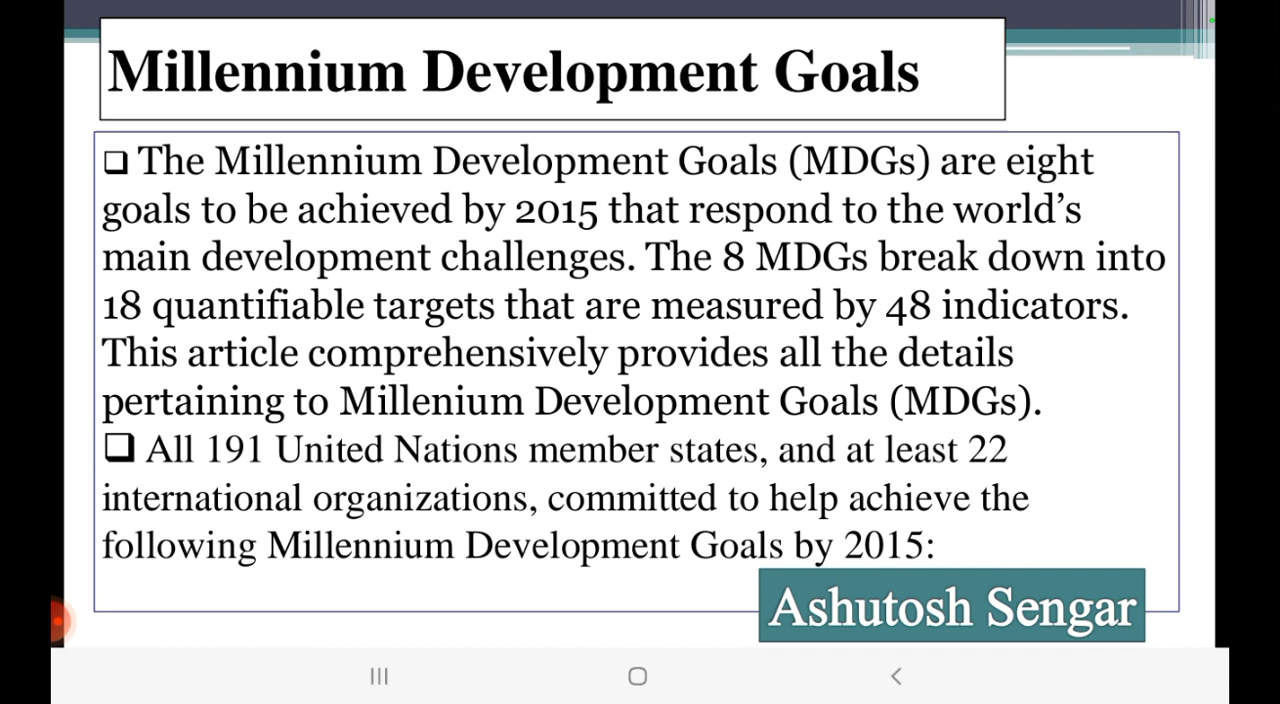 Millennium Development Goals
❑ The Millennium Development Goals (MDGs) are eight
goals to be achieved by 2015 that respond to the world’s
main development challenges. The 8 MDGs break down into
18 quantifiable targets that are measured by 48 indicators.
This article comprehensively provides all the details
pertaining to Millenium Development Goals (MDGs).
❑ All 191 United Nations member states, and at least 22
international organizations, committed to help achieve the
following Millennium Development Goals by 2015:
Ashutosh Sengar